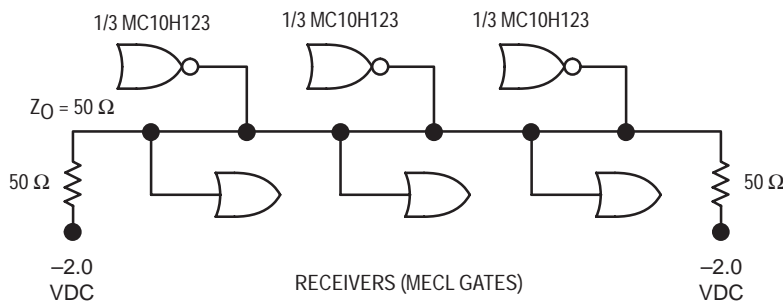 1/3 MC10H123
1/3 MC10H123
1/3 MC10H123
ZO = 50 Ω
50 Ω
50 Ω
–2.0
VDC
RECEIVERS (MECL GATES)
–2.0
VDC